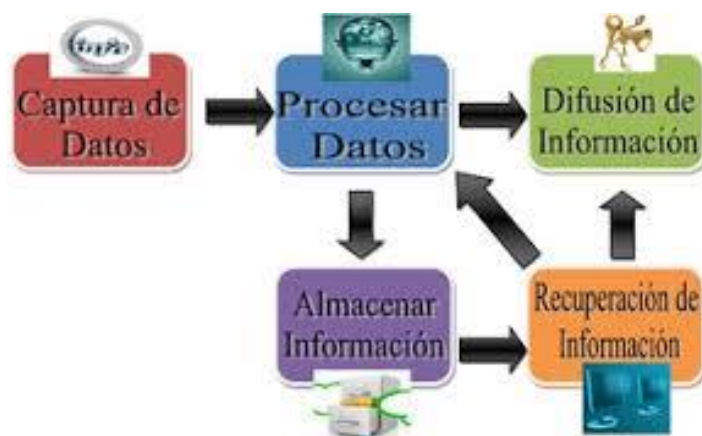 Captura de
Datos
Procesar
Datos
Difusión de
Información
Almacenar
Información
Recuperación de
Información